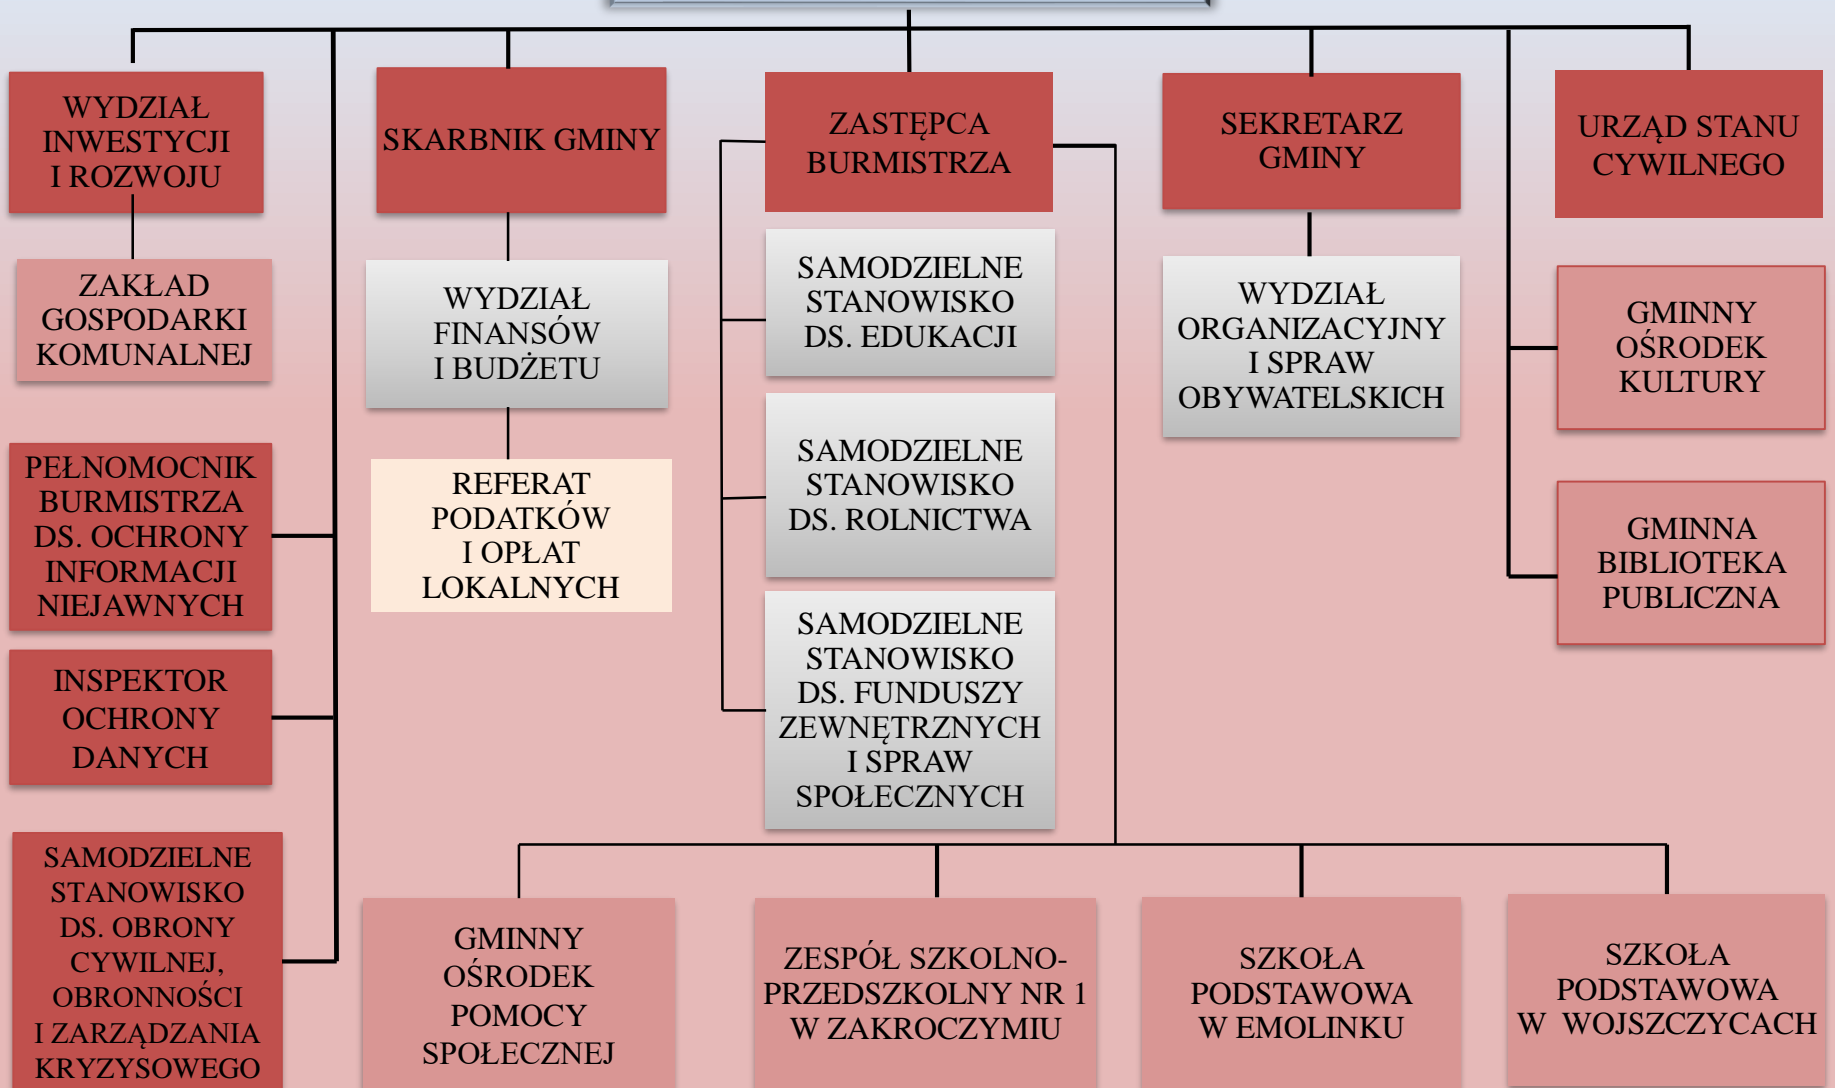 WYDZIAŁ
INWESTYCJI
I ROZWOJU
SKARBNIK GMINY
ZASTĘPCA
BURMISTRZA
SEKRETARZ
GMINY
URZĄD STANU
CYWILNEGO
ZAKŁAD
GOSPODARKI
KOMUNALNEJ
WYDZIAŁ
FINANSÓW
I BUDŻETU
SAMODZIELNE
STANOWISKO
DS. EDUKACJI
WYDZIAŁ
ORGANIZACYJNY
I SPRAW
OBYWATELSKICH
GMINNY
OŚRODEK
KULTURY
PEŁNOMOCNIK
BURMISTRZA
DS. OCHRONY
INFORMACJI
NIEJAWNYCH
REFERAT
PODATKÓW
I OPŁAT
LOKALNYCH
SAMODZIELNE
STANOWISKO
DS. ROLNICTWA
GMINNA
BIBLIOTEKA
PUBLICZNA
INSPEKTOR
OCHRONY
DANYCH
SAMODZIELNE
STANOWISKO
DS. FUNDUSZY
ZEWNĘTRZNYCH
I SPRAW
SPOŁECZNYCH
SAMODZIELNE
STANOWISKO
DS. OBRONY
CYWILNEJ,
OBRONNOŚCI
I ZARZĄDZANIA
KRYZYSOWEGO
GMINNY
OŚRODEK
POMOCY
SPOŁECZNEJ
ZESPÓŁ SZKOLNO-
PRZEDSZKOLNY NR 1
W ZAKROCZYMIU
SZKOŁA
PODSTAWOWA
W EMOLINKU
SZKOŁA
PODSTAWOWA
W WOJSZCZYCACH